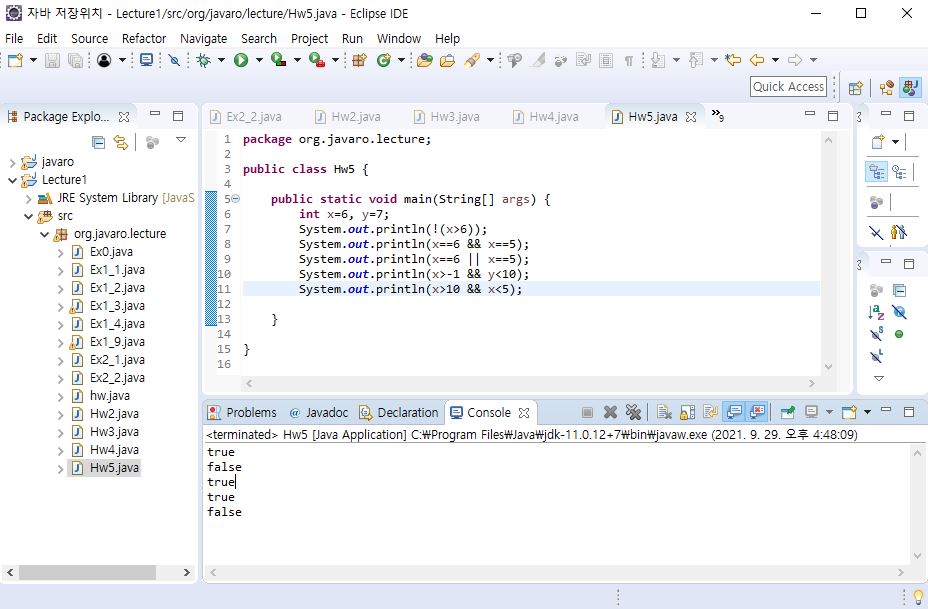 자바 저장위치 - Lecture1/src/org/javaro/lecture/Hw5.java - Eclipse IDE
File Edit Source Refactor Navigate Search Project Run Window Help
Quick Access
Package Explo...
javaro
Lecture1
JRE System Library [JavaS
src
org.javaro.lecture
Ex0.java
Ex1_1.java
Ex1_2.java
Ex1_3.java
Ex1_4.java
Ex1_9.java
Ex2_1.java
Ex2_2.java
hw.java
Hw2.java
Hw3.java
Hw4.java
Hw5.java
Ex2_2.java Hw2.java Hw3.java Hw4.java Hw5.java »9
1 package org.javaro.lecture;
2
3 public class Hw5 {
4
5 public static void main(String[] args) {
6 int x=6, y=7;
7 System.out.println(!(x>6));
8 System.out.println(x==6 && x==5);
9 System.out.println(x==6 || x==5);
10 System.out.println(x>-1 && y<10);
11 System.out.println(x>10 && x<5);
12
13 }
14
15 }
16
Problems @ Javadoc Declaration Console
<terminated> Hw5 [Java Application] C:₩Program Files₩Java₩jdk-11.0.12+7₩bin₩javaw.exe (2021. 9. 29. 오후 4:48:09)
true
false
true
true
false